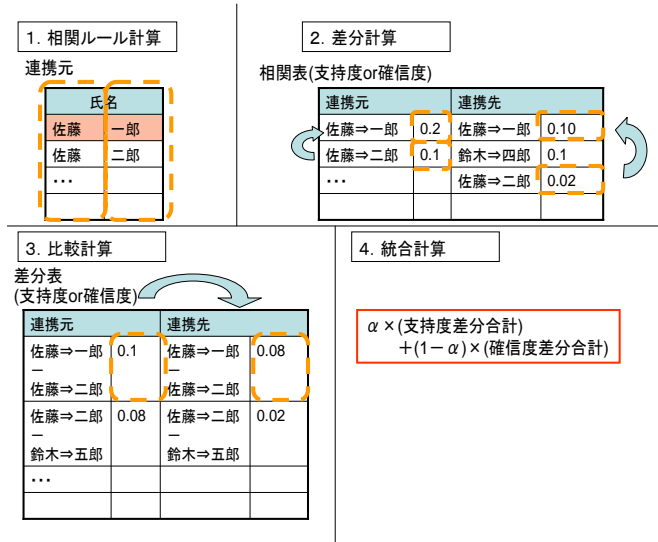 1. 相関ルール計算
連携元
氏名
佐藤 一郎
佐藤 二郎
･･･
2. 差分計算
相関表(支持度or確信度)
連携元 連携先
佐藤⇒一郎 0.2 佐藤⇒一郎 0.10
佐藤⇒二郎 0.1 鈴木⇒四郎 0.1
･･･ 佐藤⇒二郎 0.02
3. 比較計算
差分表
(支持度or確信度)
連携元 連携先
佐藤⇒一郎 0.1 佐藤⇒一郎 0.08
－ －
佐藤⇒二郎 佐藤⇒二郎
佐藤⇒二郎 0.08 佐藤⇒二郎 0.02
－ －
鈴木⇒五郎 鈴木⇒五郎
･･･
4. 統合計算
α×(支持度差分合計)
＋(1－α)×(確信度差分合計)